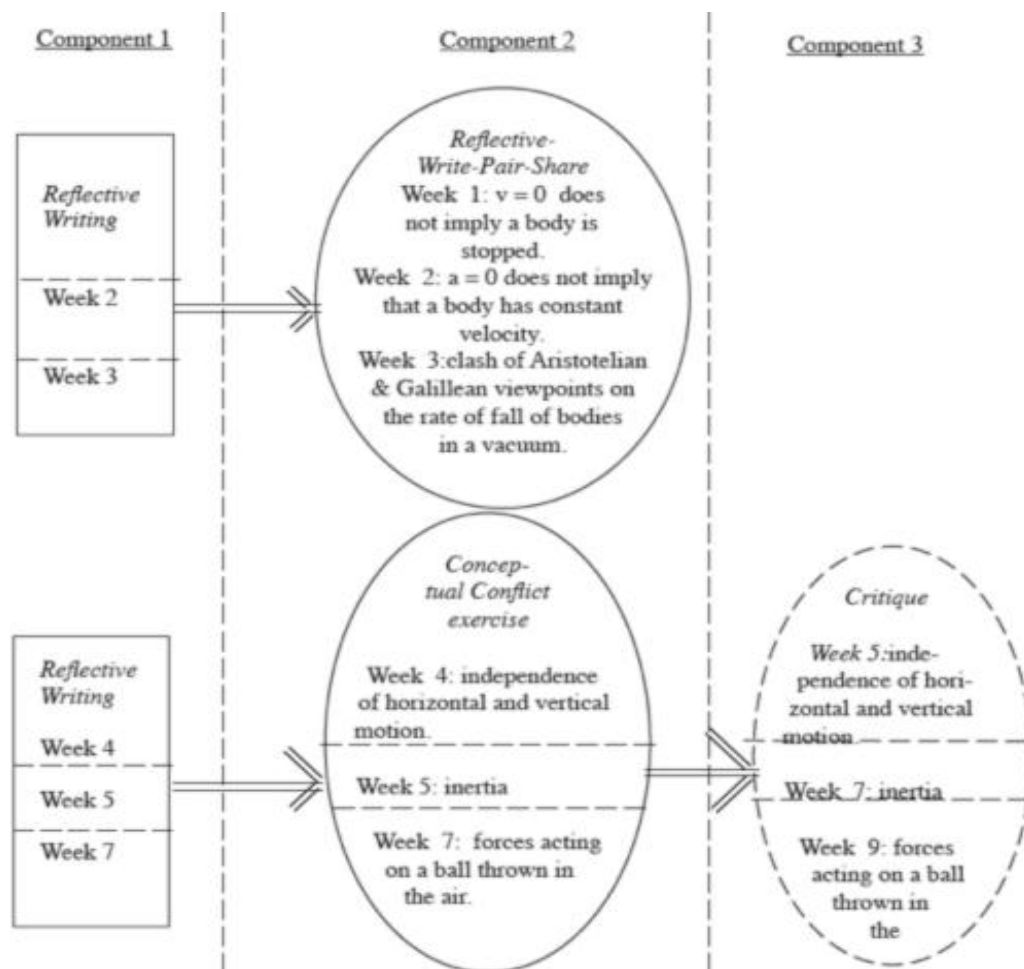 Component 1
Component 2
Component 3
Reflective
Writing
Week 2
Week 3
Reflective-
Write-Pair-Share
Week 1: v = 0 does
not imply a body is
stopped.
Week 2: a = 0 does not imply
that a body has constant
velocity.
Week 3:clash of Aristotelian
& Galillean viewpoints on
the rate of fall of bodies
in a vacuum.
Reflective
Writing
Week 4
Week 5
Week 7
Concep-
tual Conflict
exercise
Week 4: independence
of horizontal and vertical
motion.
Week 5: inertia
Week 7: forces acting
on a ball thrown in
the air.
Critique
Week 5:inde-
pendence of hori-
zontal and vertical
motion.
Week 7: inertia
Week 9: forces
acting on a ball
thrown in
the